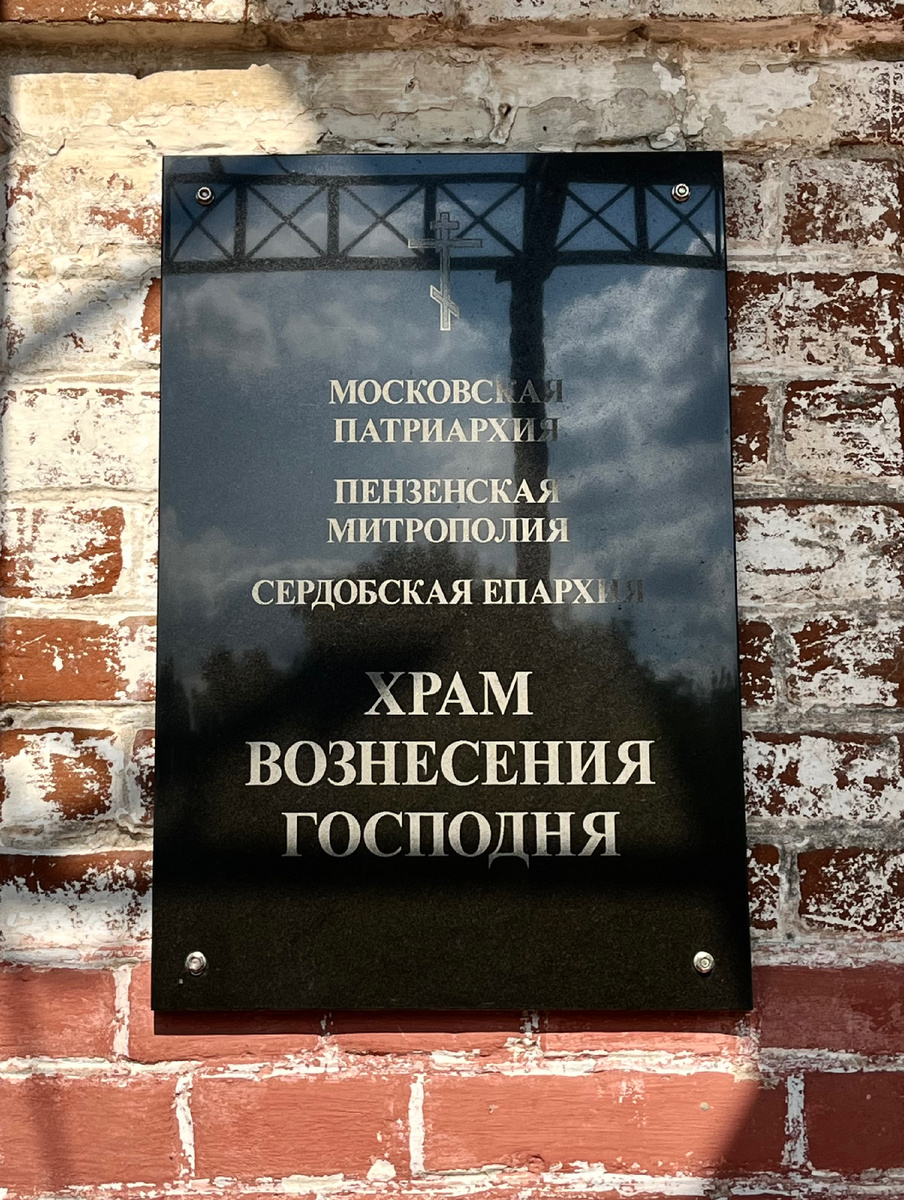 МОСКОВСКАЯ
ПАТРИАРХИЯ
ПЕНЗЕНСКАЯ
МИТРОПОЛИЯ
СЕРДОБСКАЯ ЕПАРХИЯ
ХРАМ
ВОЗНЕСЕНИЯ
ГОСПОДНЯ